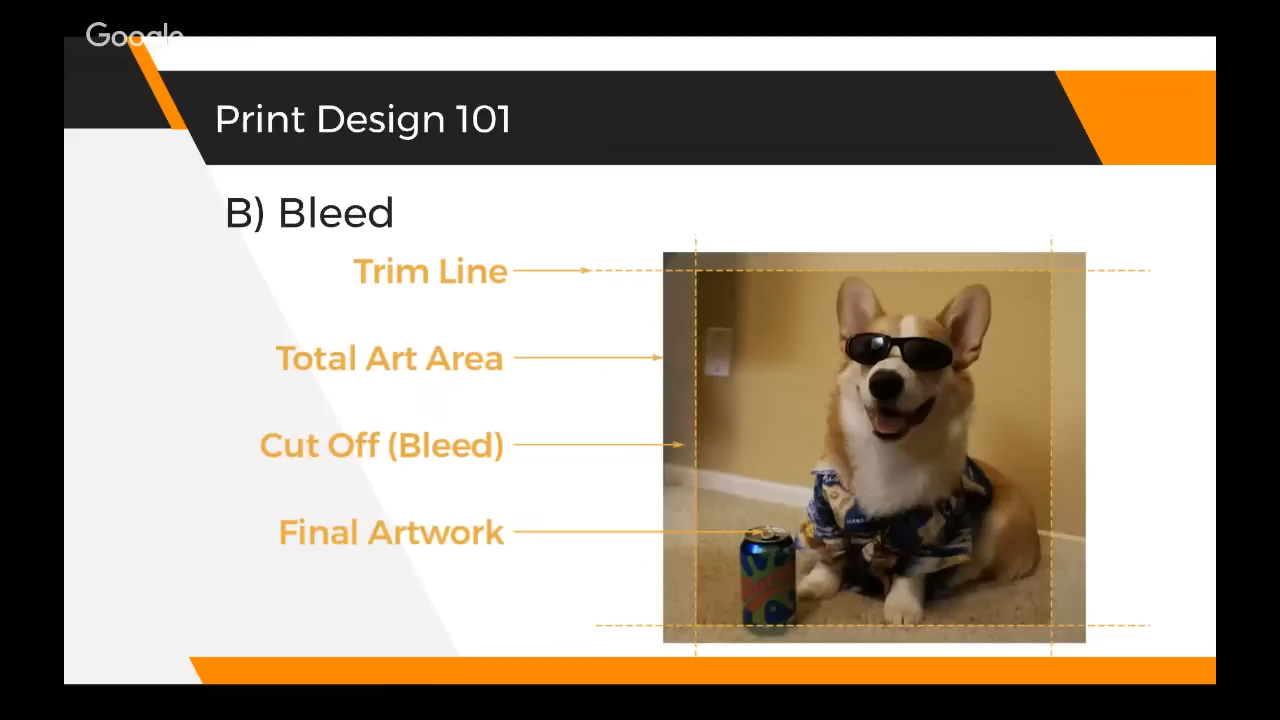 Google
Print Design 101
B) Bleed
Trim Line
Total Art Area
Cut Off (Bleed)
Final Artwork